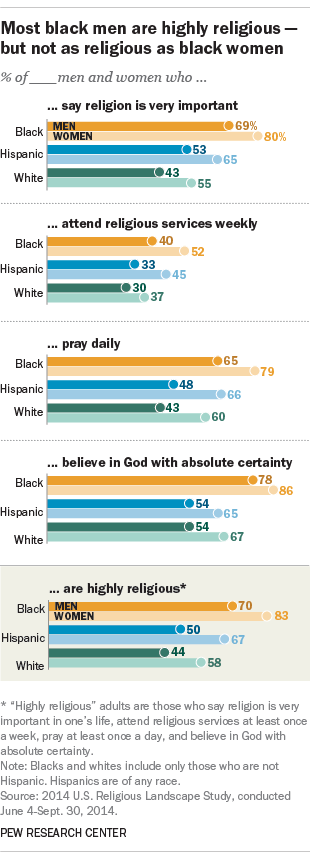 Most black men are highly religious —
but not as religious as black women
% of ____men and women who ...
... say religion is very important
Black MEN 69%
WOMEN 80%
Hispanic 53
65
White 43
55
... attend religious services weekly
Black 40
52
Hispanic 33
45
White 30
37
... pray daily
Black 65
79
Hispanic 48
66
White 43
60
... believe in God with absolute certainty
Black 78
86
Hispanic 54
65
White 54
67
... are highly religious*
Black MEN 70
WOMEN 83
Hispanic 50
67
White 44
58
* “Highly religious” adults are those who say religion is very
important in one’s life, attend religious services at least once
a week, pray at least once a day, and believe in God with
absolute certainty.
Note: Blacks and whites include only those who are not
Hispanic. Hispanics are of any race.
Source: 2014 U.S. Religious Landscape Study, conducted
June 4-Sept. 30, 2014.
PEW RESEARCH CENTER